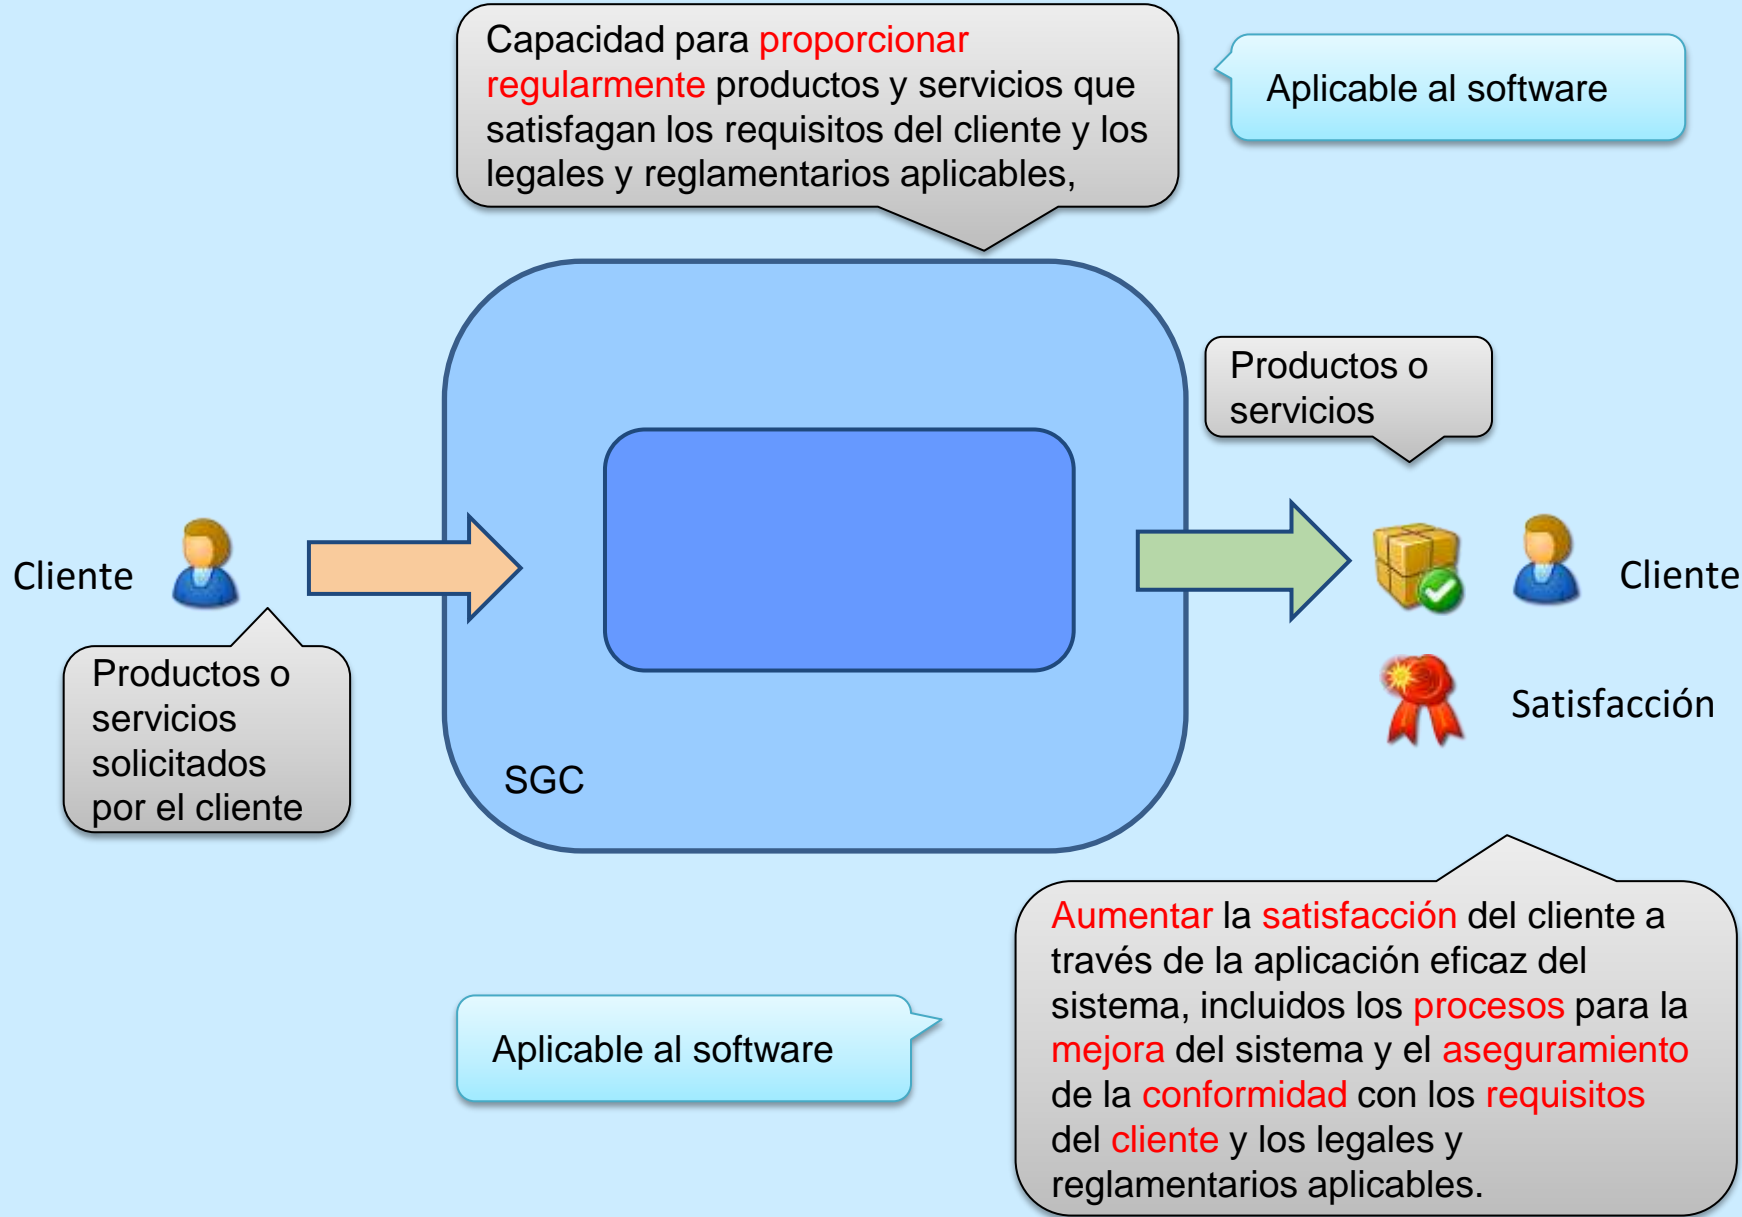 Capacidad para proporcionar
regularmente productos y servicios que
satisfagan los requisitos del cliente y los
legales y reglamentarios aplicables,
Aplicable al software
Productos o
servicios
Cliente
Cliente
Productos o
servicios
solicitados
por el cliente
Satisfacción
SGC
Aumentar la satisfacción del cliente a
través de la aplicación eficaz del
sistema, incluidos los procesos para la
mejora del sistema y el aseguramiento
de la conformidad con los requisitos
del cliente y los legales y
reglamentarios aplicables.
Aplicable al software